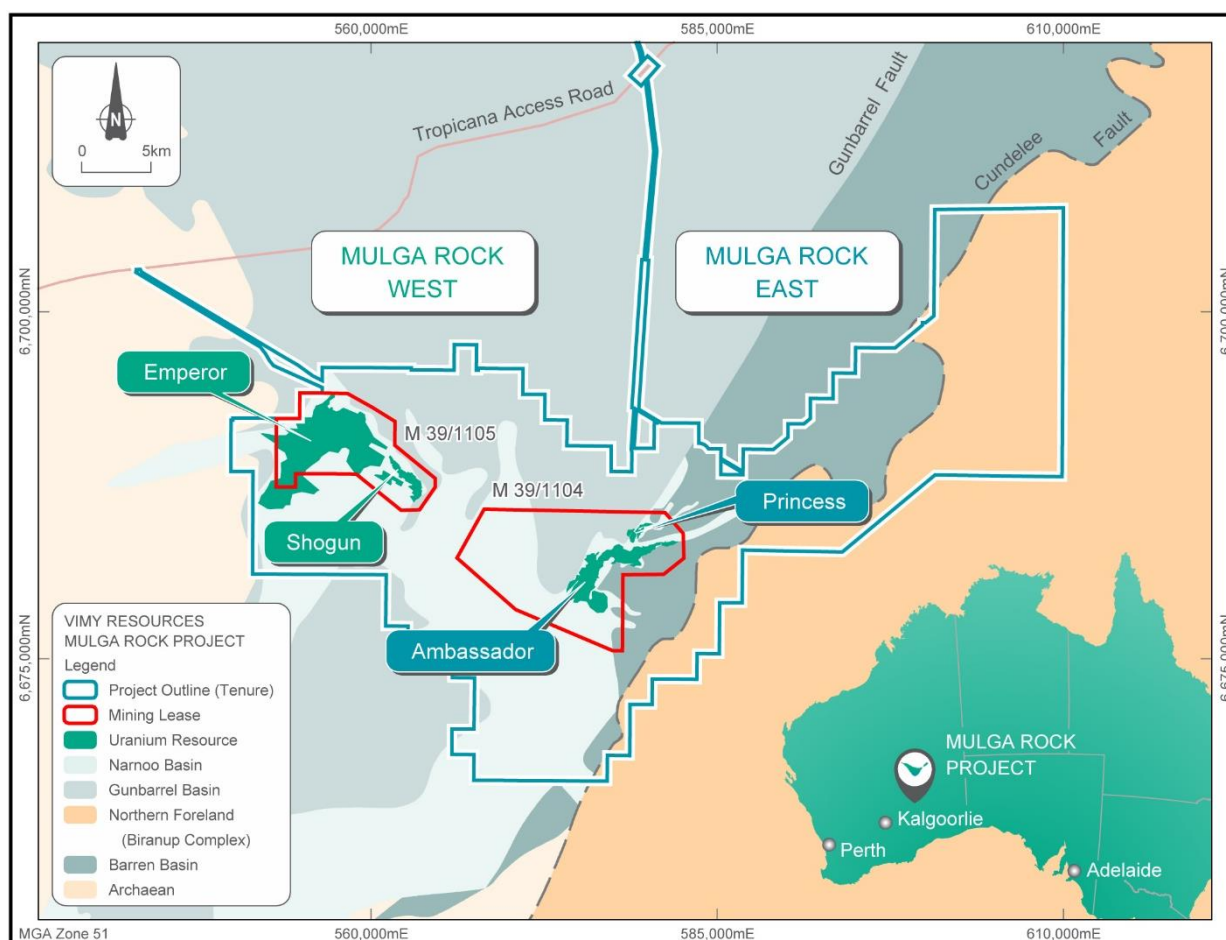 560,000mE
585,000mE
610,000mE
N
0 5km
Tropicana Access Road
Gunbarrel Fault
Cundelee Fault
MULGA ROCK
WEST
MULGA ROCK
EAST
6,700,000mN
6,700,000mN
Emperor
M 39/1105
M 39/1104
Princess
Shogun
Ambassador
6,675,000mN
6,675,000mN
VIMY RESOURCES
MULGA ROCK PROJECT
Legend
Project Outline (Tenure)
Mining Lease
Uranium Resource
Narnoo Basin
Gunbarrel Basin
Northern Foreland
(Biranup Complex)
Barren Basin
Archaean
MULGA ROCK
PROJECT
Kalgoorlie
Perth
Adelaide
MGA Zone 51
560,000mE
585,000mE
610,000mE